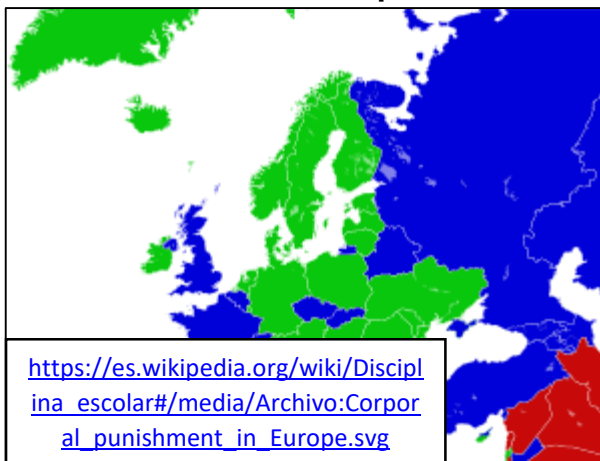 https://es.wikipedia.org/wiki/Discipl
ina_escolar#/media/Archivo:Corpor
al_punishment_in_Europe.svg